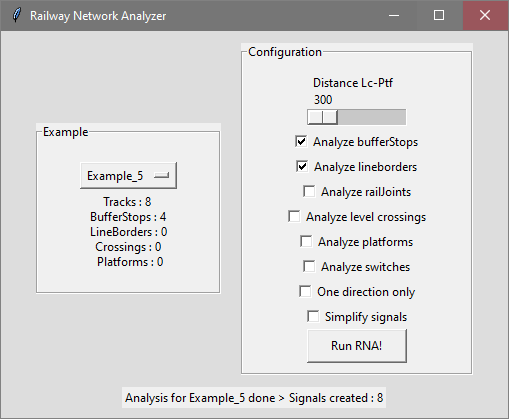 Railway Network Analyzer
Example
Example_5
Tracks : 8
BufferStops : 4
LineBorders : 0
Crossings : 0
Platforms : 0
Configuration
Distance Lc-Ptf
300
Analyze bufferStops
Analyze lineborders
Analyze railJoints
Analyze level crossings
Analyze platforms
Analyze switches
One direction only
Simplify signals
Run RNA!
Analysis for Example_5 done > Signals created : 8